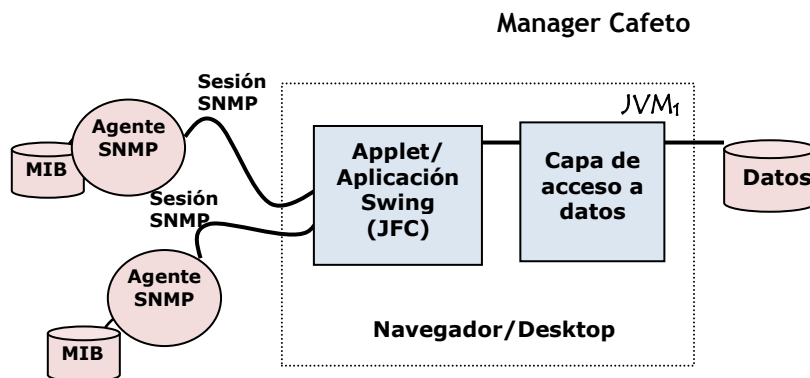 Manager Cafeto
Sesión
SNMP
JVM1
Agente
SNMP
MIB
Applet/
Aplicación
Swing
(JFC)
Capa de
acceso a
datos
Datos
Sesión
SNMP
Agente
SNMP
MIB
Navegador/Desktop